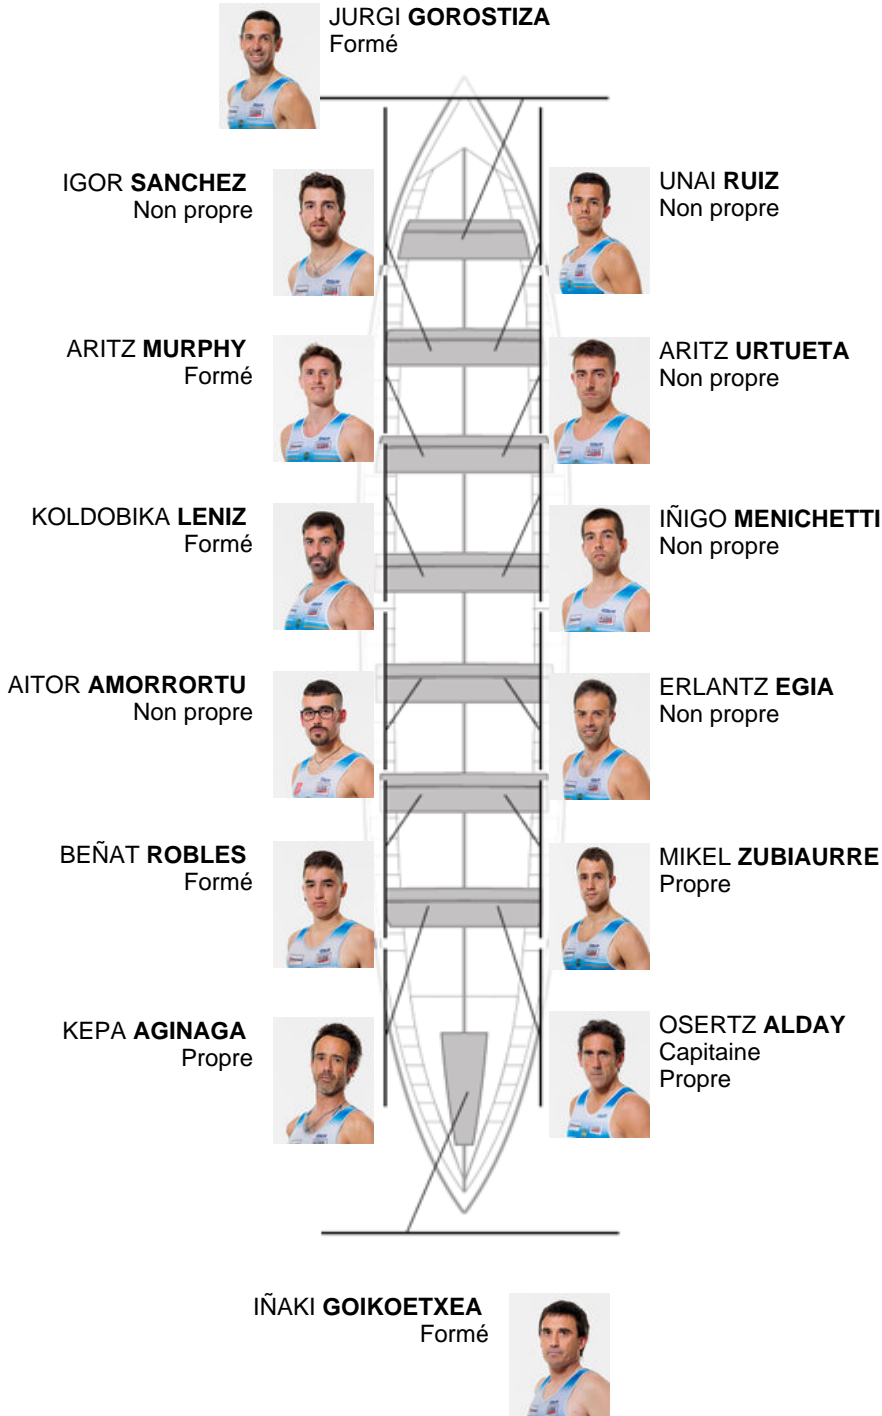 JURGI GOROSTIZA
Formé
IGOR SANCHEZ
Non propre
UNAI RUIZ
Non propre
ARITZ MURPHY
Formé
ARITZ URTUETA
Non propre
KOLDOBIKA LENIZ
Formé
IÑIGO MENICHETTI
Non propre
AITOR AMORRORTU
Non propre
ERLANTZ EGIA
Non propre
BEÑAT ROBLES
Formé
MIKEL ZUBIAURRE
Propre
KEPA AGINAGA
Propre
OSERTZ ALDAY
Capitaine
Propre
IÑAKI GOIKOETXEA
Formé